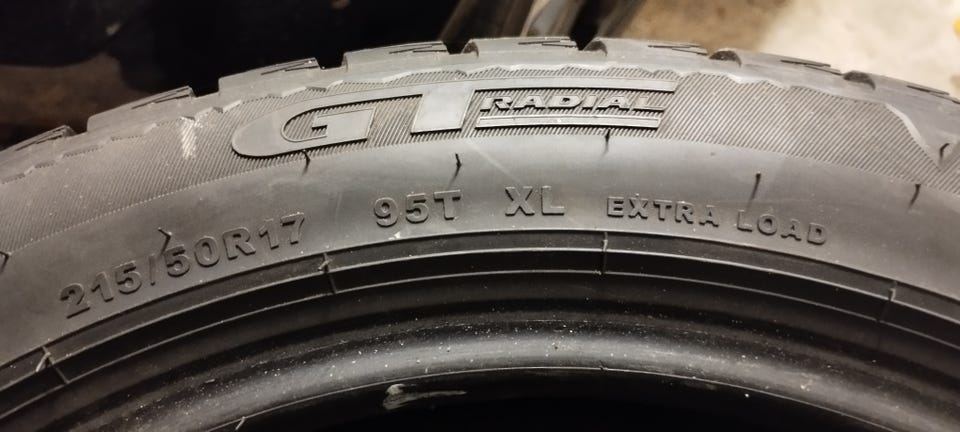 GT RADIAL
215/50R17 95T XL EXTRA LOAD